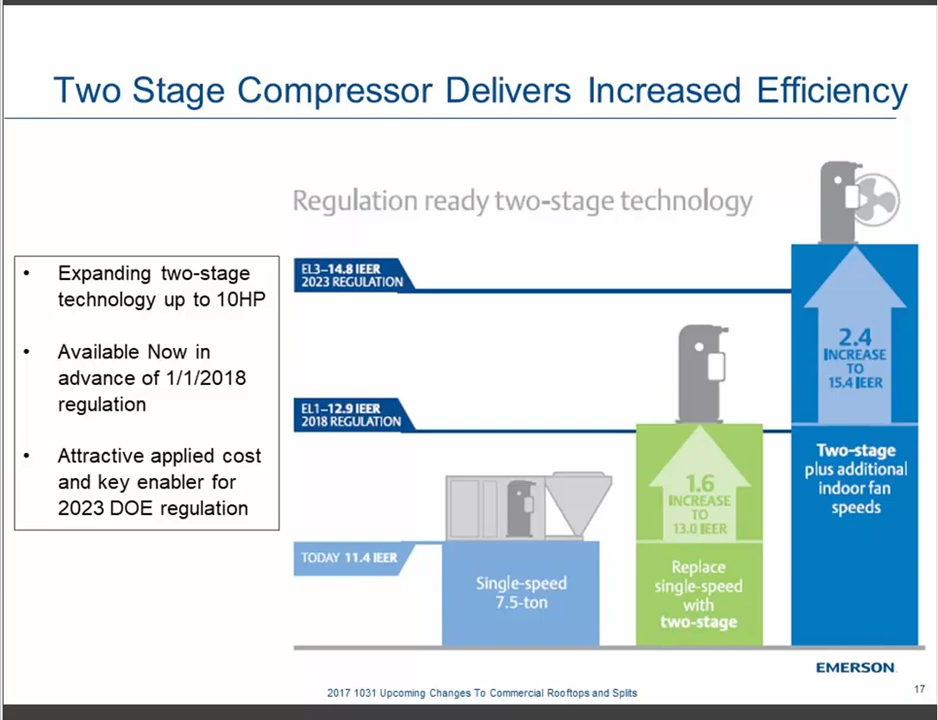 Two Stage Compressor Delivers Increased Efficiency
Regulation ready two-stage technology
• Expanding two-stage
technology up to 10HP
• Available Now in
advance of 1/1/2018
regulation
• Attractive applied cost
and key enabler for
2023 DOE regulation
EL3–14.8 IEER
2023 REGULATION
EL1–12.9 IEER
2018 REGULATION
TODAY 11.4 IEER
Single-speed
7.5-ton
1.6
INCREASE
TO
13.0 IEER
Replace
single-speed
with
two-stage
2.4
INCREASE
TO
15.4 IEER
Two-stage
plus additional
indoor fan
speeds
EMERSON
2017 1031 Upcoming Changes To Commercial Rooftops and Splits
17